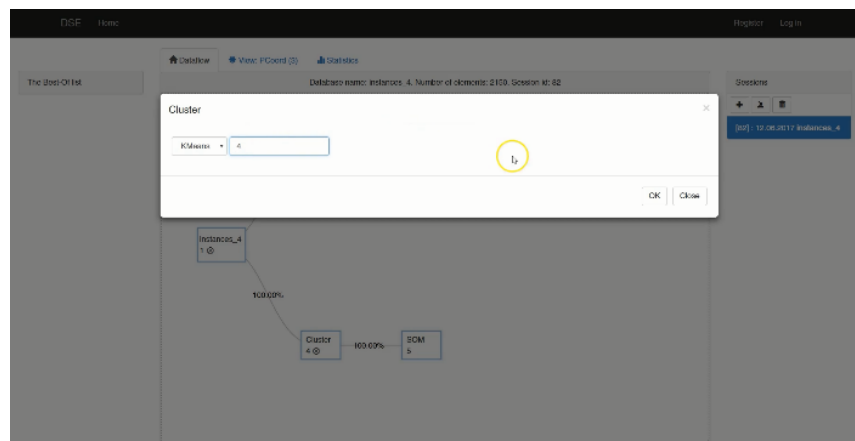 DSE Home
Register Log in
Dataflow View: PCoord (3) Statistics
The Best-Of list
Database name: instances_4. Number of elements: 2100. Session id: 82
Sessions
Cluster ×
[82] : 12.06.2017 instances_4
KMeans 4
OK Close
Instances_4
1
100.00%
Cluster
4
100.00%
SOM
5